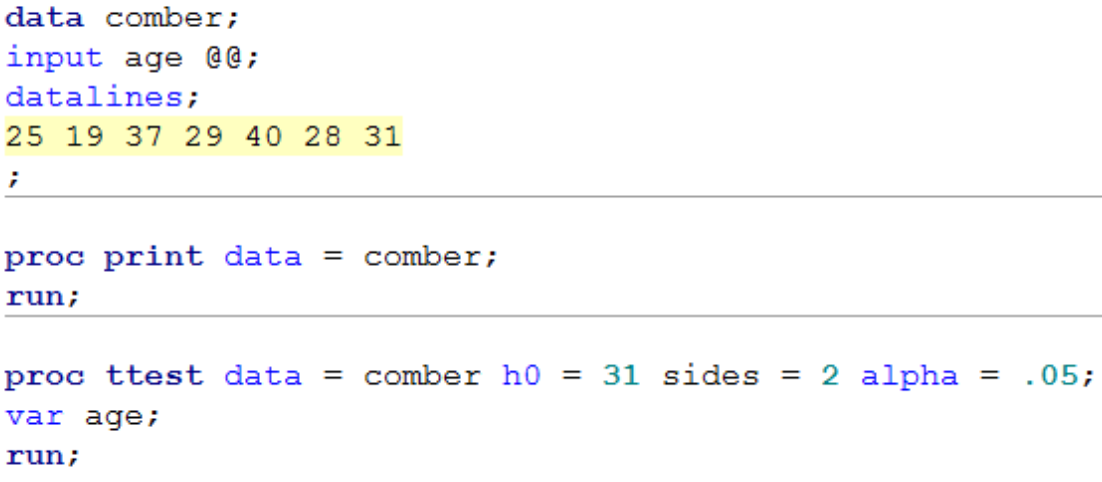 data comber;
input age @@;
datalines;
25 19 37 29 40 28 31
;
proc print data = comber;
run;
proc ttest data = comber h0 = 31 sides = 2 alpha = .05;
var age;
run;